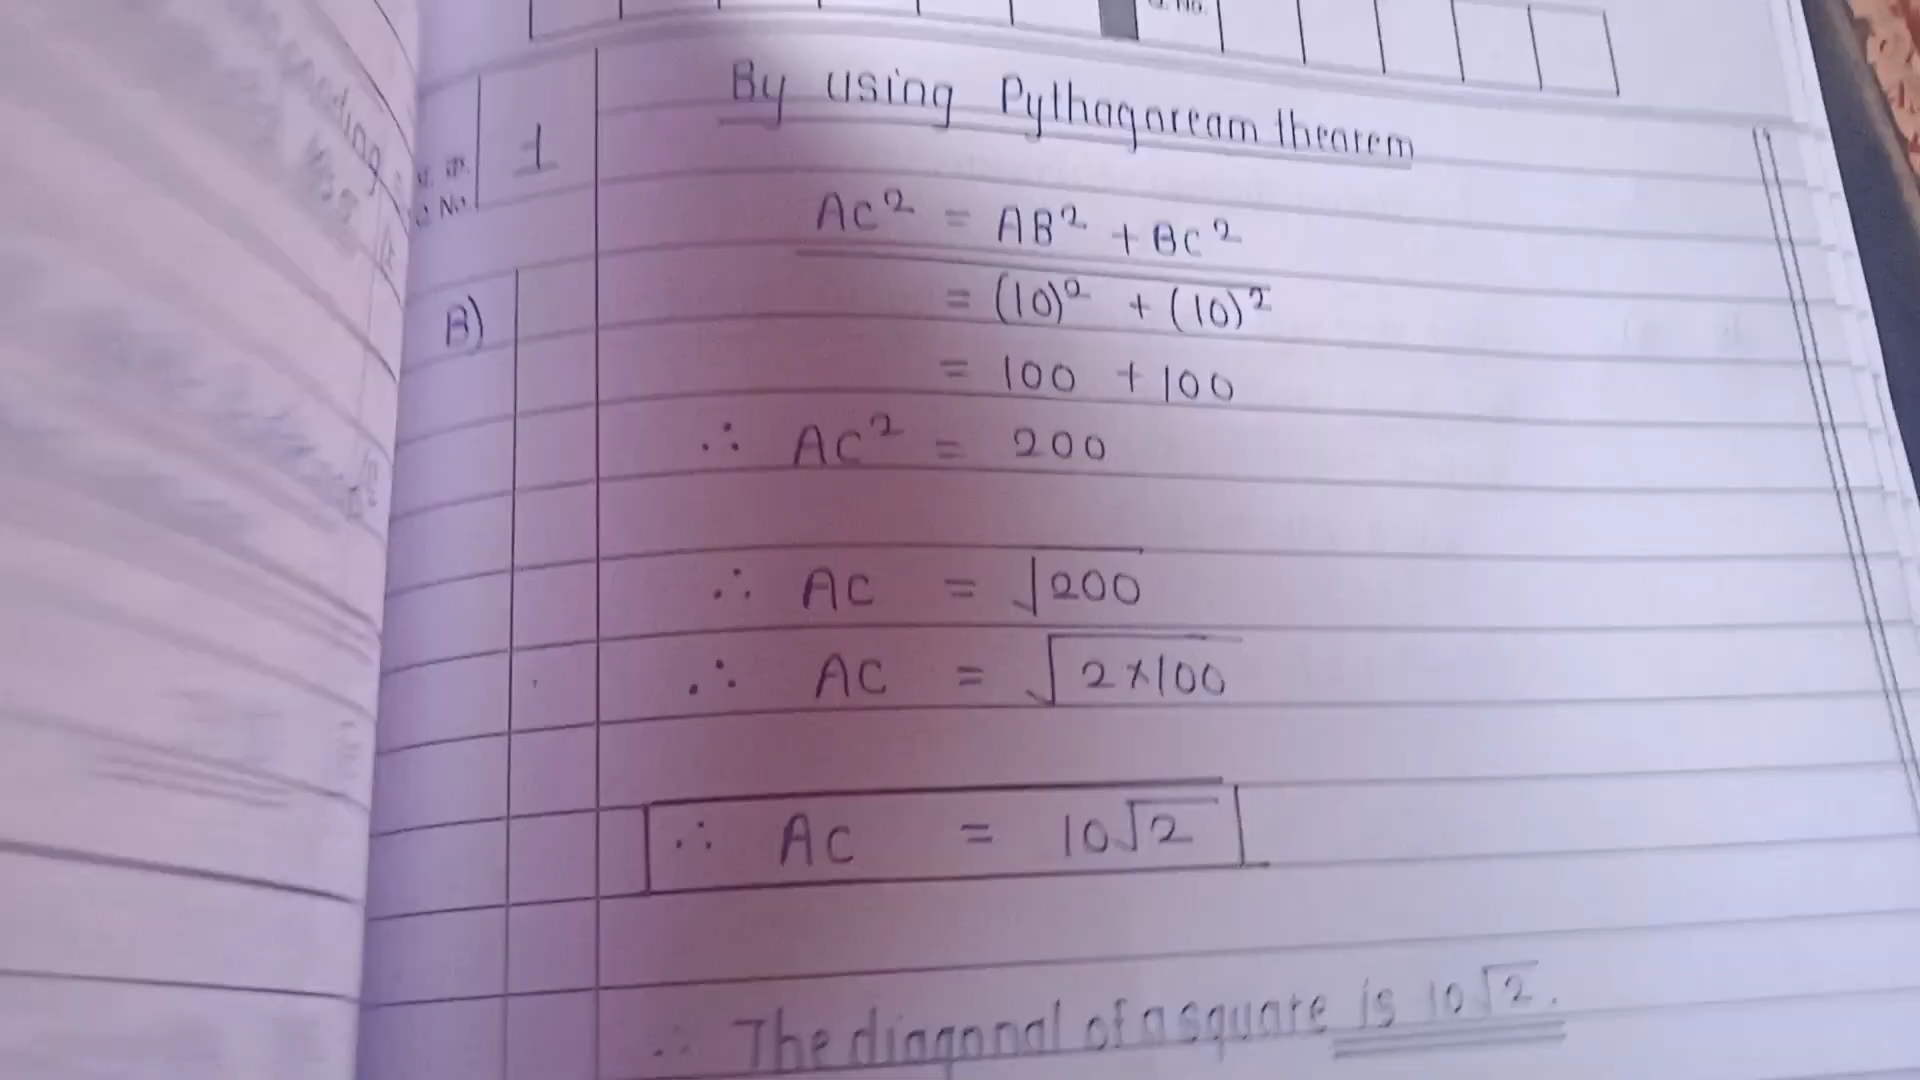 By using Pythagoream theorem
1
AC² = AB² + BC²
= (10)² + (10)²
B)
= 100 + 100
∴ AC² = 200
∴ AC = √200
∴ AC = √2×100
∴ AC = 10√2
∴ The diagonal of a square is 10√2.